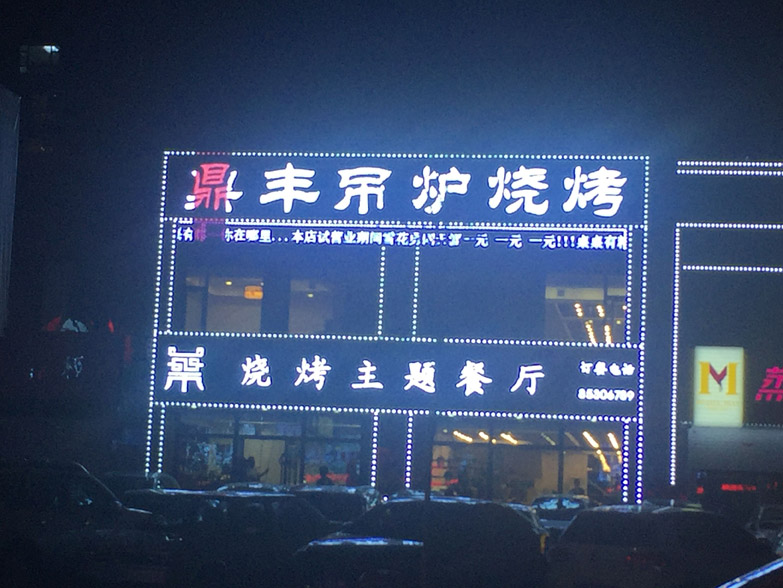 鼎丰吊炉烧烤
你在哪里...本店试营业期间雪花 一元 一元 一元!!!桌桌有
烧烤主题餐厅
订餐电话
85306789
M
蒸